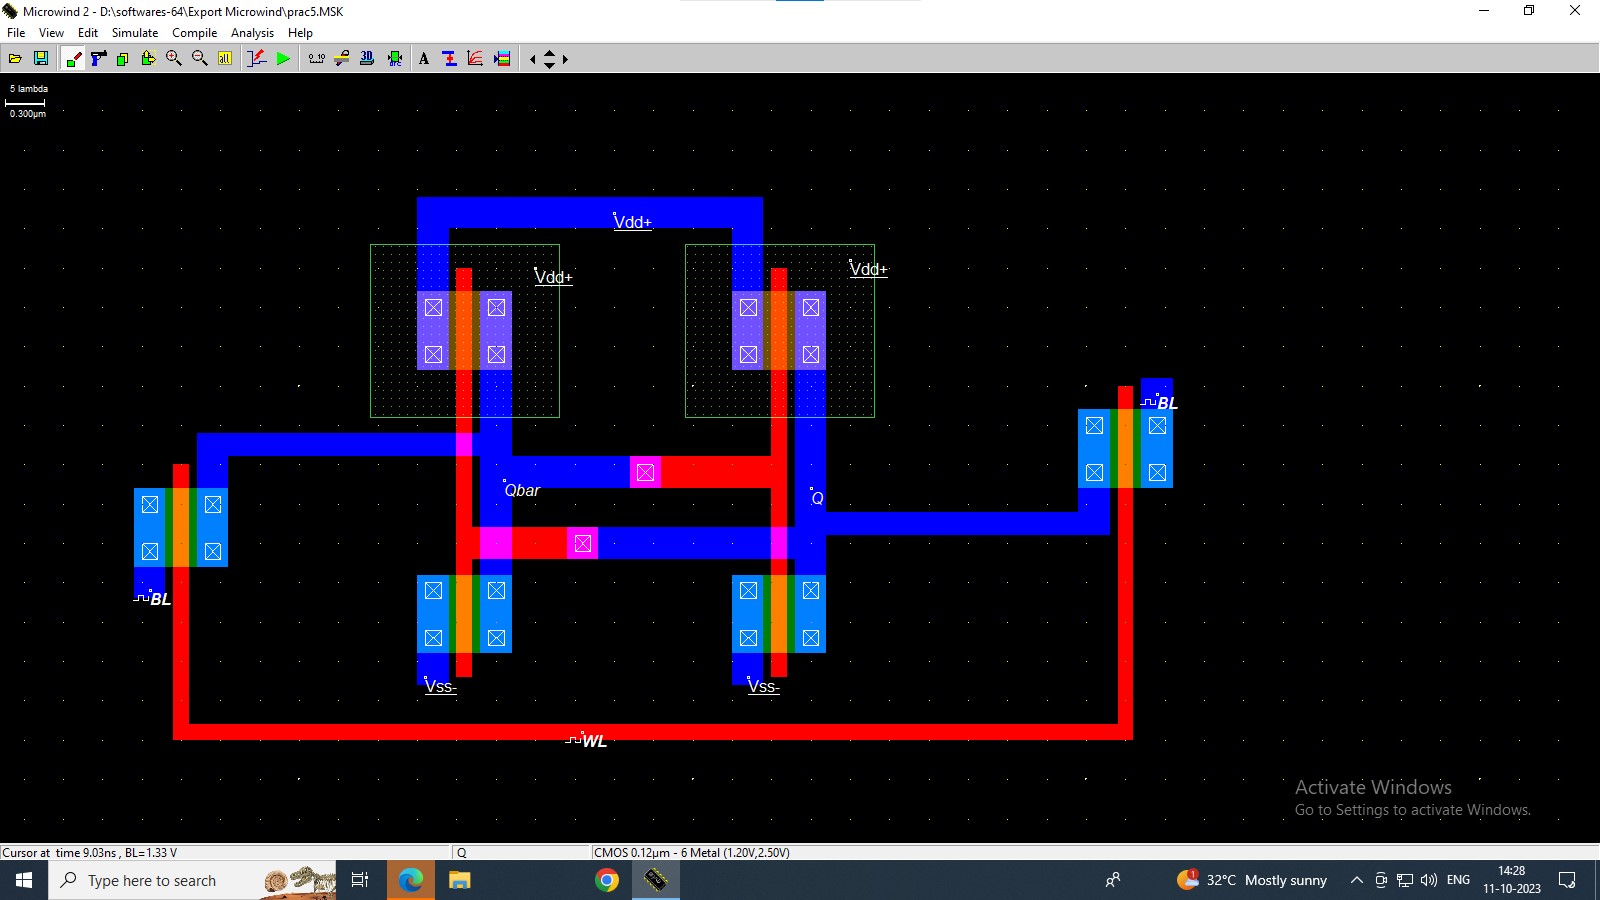 Microwind 2 - D:\softwares-64\Export Microwind\prac5.MSK
File View Edit Simulate Compile Analysis Help
5 lambda
0.300µm
Vdd+
Vdd+
Vdd+
BL
Qbar
Q
BL
Vss-
Vss-
WL
Activate Windows
Go to Settings to activate Windows.
Cursor at time 9.03ns , BL=1.33 V
Q
CMOS 0.12µm - 6 Metal (1.20V,2.50V)
Type here to search
32°C Mostly sunny
ENG
14:28
11-10-2023